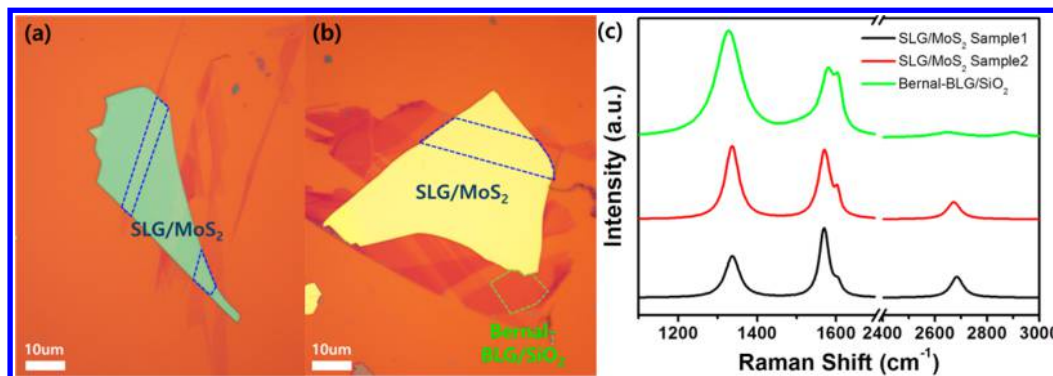 (a)
SLG/MoS₂
10um
(b)
SLG/MoS₂
Bernal-
BLG/SiO₂
10um
(c)
SLG/MoS₂ Sample1
SLG/MoS₂ Sample2
Bernal-BLG/SiO₂
Intensity (a.u.)
1200 1400 1600 2400 2600 2800 3000
Raman Shift (cm⁻¹)